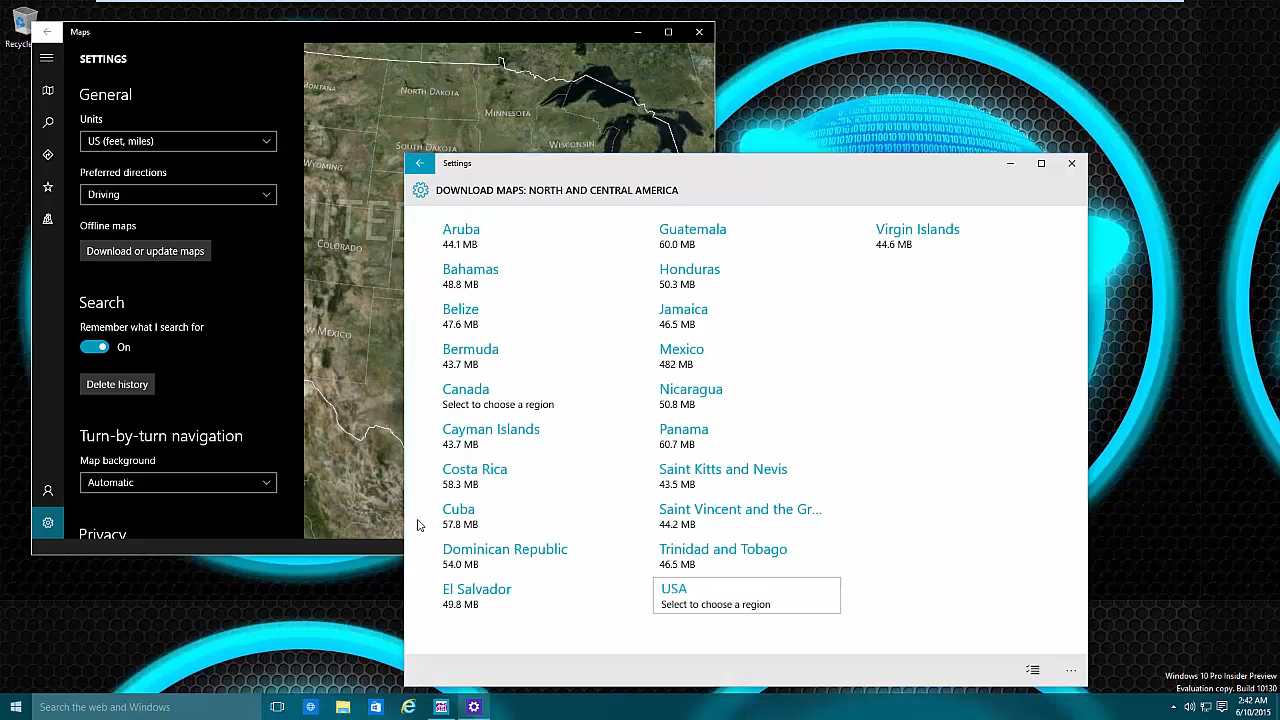 Recycle
Maps
SETTINGS
General
Units
US (feet, miles)
Preferred directions
Driving
Offline maps
Download or update maps
Search
Remember what I search for
On
Delete history
Turn-by-turn navigation
Map background
Automatic
Privacy
MONTANA
NORTH DAKOTA
MINNESOTA
SOUTH DAKOTA
WISCONSIN
WYOMING
COLORADO
NEW MEXICO
Settings
DOWNLOAD MAPS: NORTH AND CENTRAL AMERICA
Aruba
44.1 MB
Bahamas
48.8 MB
Belize
47.6 MB
Bermuda
43.7 MB
Canada
Select to choose a region
Cayman Islands
43.7 MB
Costa Rica
58.3 MB
Cuba
57.8 MB
Dominican Republic
54.0 MB
El Salvador
49.8 MB
Guatemala
60.0 MB
Honduras
50.3 MB
Jamaica
46.5 MB
Mexico
482 MB
Nicaragua
50.8 MB
Panama
60.7 MB
Saint Kitts and Nevis
43.5 MB
Saint Vincent and the Gr...
44.2 MB
Trinidad and Tobago
46.5 MB
USA
Select to choose a region
Virgin Islands
44.6 MB
Windows 10 Pro Insider Preview
Evaluation copy. Build 10130
Search the web and Windows
2:42 AM
6/10/2015